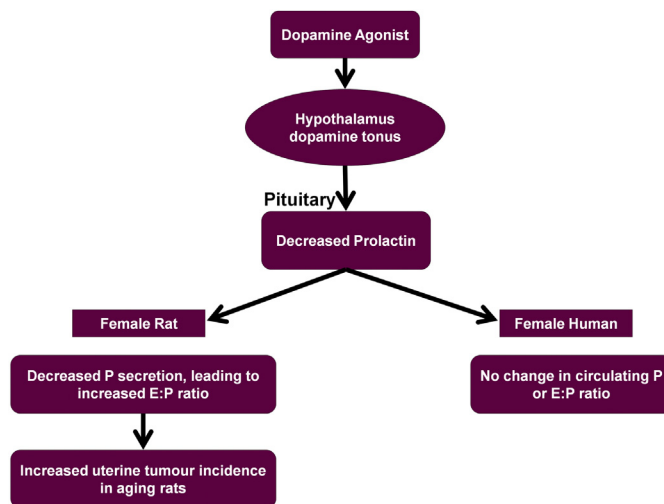 Dopamine Agonist
Hypothalamus
dopamine tonus
Pituitary
Decreased Prolactin
Female Rat
Female Human
Decreased P secretion, leading to
increased E:P ratio
No change in circulating P
or E:P ratio
Increased uterine tumour incidence
in aging rats